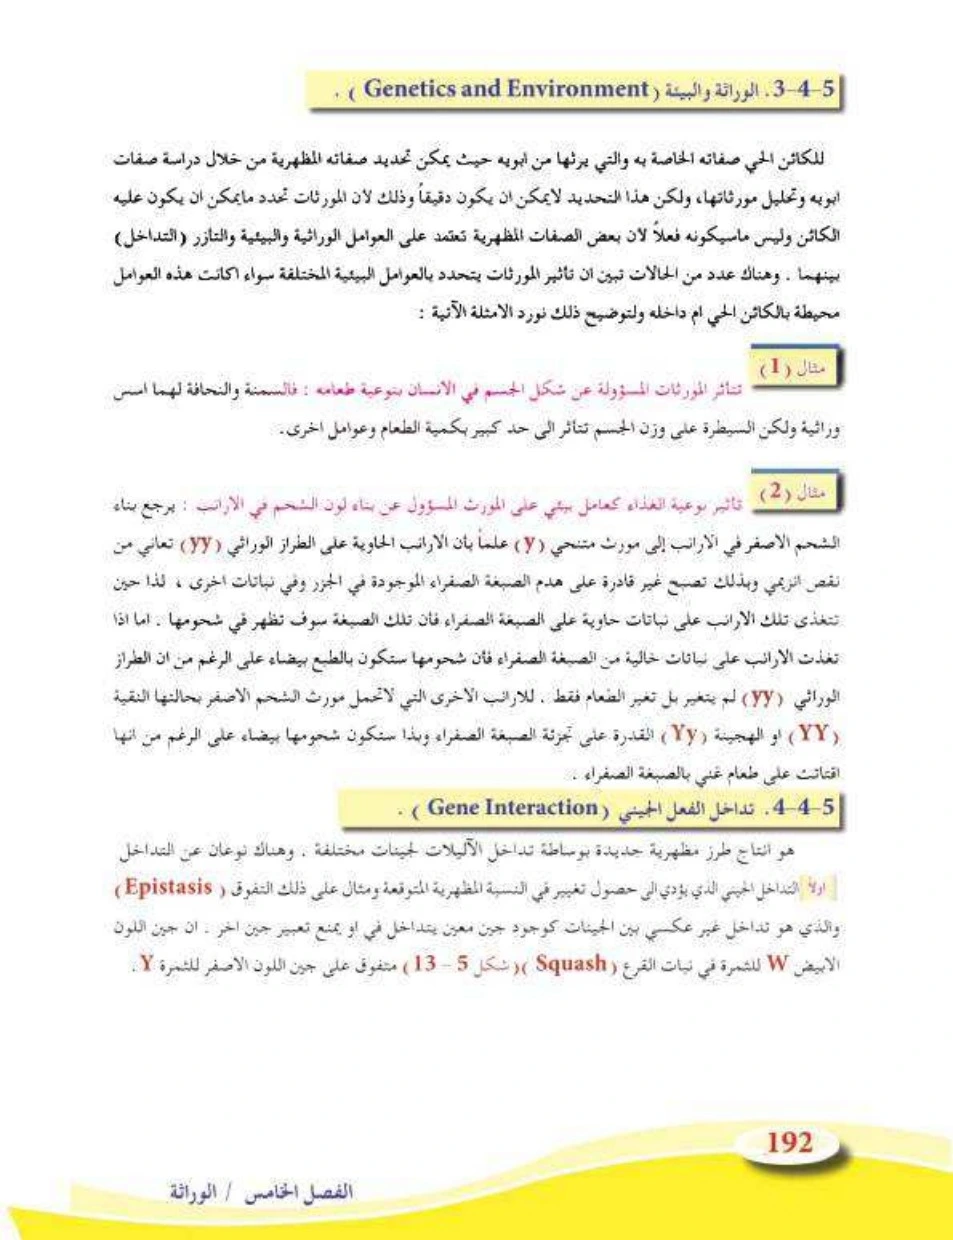 5–4–3. الوراثة والبيئة ( Genetics and Environment ) .
للكائن الحي صفاته الخاصة به والتي يرثها من ابويه حيث يمكن تحديد صفاته المظهرية من خلال دراسة صفات
ابويه وتحليل مورثاتها، ولكن هذا التحديد لايمكن ان يكون دقيقاً وذلك لان المورثات تحدد مايمكن ان يكون عليه
الكائن وليس ماسيكونه فعلاً لان بعض الصفات المظهرية تعتمد على العوامل الوراثية والبيئية والتازر (التداخل)
بينهما . وهناك عدد من الحالات تبين ان تأثير المورثات يتحدد بالعوامل البيئية المختلفة سواء اكانت هذه العوامل
محيطة بالكائن الحي ام داخله ولتوضيح ذلك نورد الامثلة الآتية :
مثال (1)
تتأثر المورثات المسؤولة عن شكل الجسم في الانسان بنوعية طعامه : فالسمنة والنحافة لهما اسس
وراثية ولكن السيطرة على وزن الجسم تتأثر الى حد كبير بكمية الطعام وعوامل اخرى.
مثال (2)
تأثير نوعية الغذاء كعامل بيئي على المورث المسؤول عن بناء لون الشحم في الارانب : يرجع بناء
الشحم الاصفر في الارانب إلى مورث متنحي (y) علماً بأن الارانب الحاوية على الطراز الوراثي (yy) تعاني من
نقص انزيمي وبذلك تصبح غير قادرة على هدم الصبغة الصفراء الموجودة في الجزر وفي نباتات اخرى ، لذا حين
تتغذى تلك الارانب على نباتات حاوية على الصبغة الصفراء فأن تلك الصبغة سوف تظهر في شحومها . اما اذا
تغذت الارانب على نباتات خالية من الصبغة الصفراء فأن شحومها ستكون بالطبع بيضاء على الرغم من ان الطراز
الوراثي (yy) لم يتغير بل تغير الطعام فقط . للارانب الاخرى التي لاتحمل مورث الشحم الاصفر بحالتها النقية
(YY) او الهجينة (Yy) القدرة على تجزئة الصبغة الصفراء وبذا ستكون شحومها بيضاء على الرغم من انها
اقتاتت على طعام غني بالصبغة الصفراء .
5–4–4. تداخل الفعل الجيني ( Gene Interaction ) .
هو انتاج طرز مظهرية جديدة بوساطة تداخل الآليلات لجينات مختلفة . وهناك نوعان عن التداخل
اولاً التداخل الجيني الذي يؤدي الى حصول تغيير في النسبة المظهرية المتوقعة ومثال على ذلك التفوق ( Epistasis )
والذي هو تداخل غير عكسي بين الجينات كوجود جين معين يتداخل في او يمنع تعبير جين اخر . ان جين اللون
الابيض W للثمرة في نبات القرع ( Squash )( شكل 5 – 13) متفوق على جين اللون الاصفر للثمرة Y .
192
الفصل الخامس / الوراثة